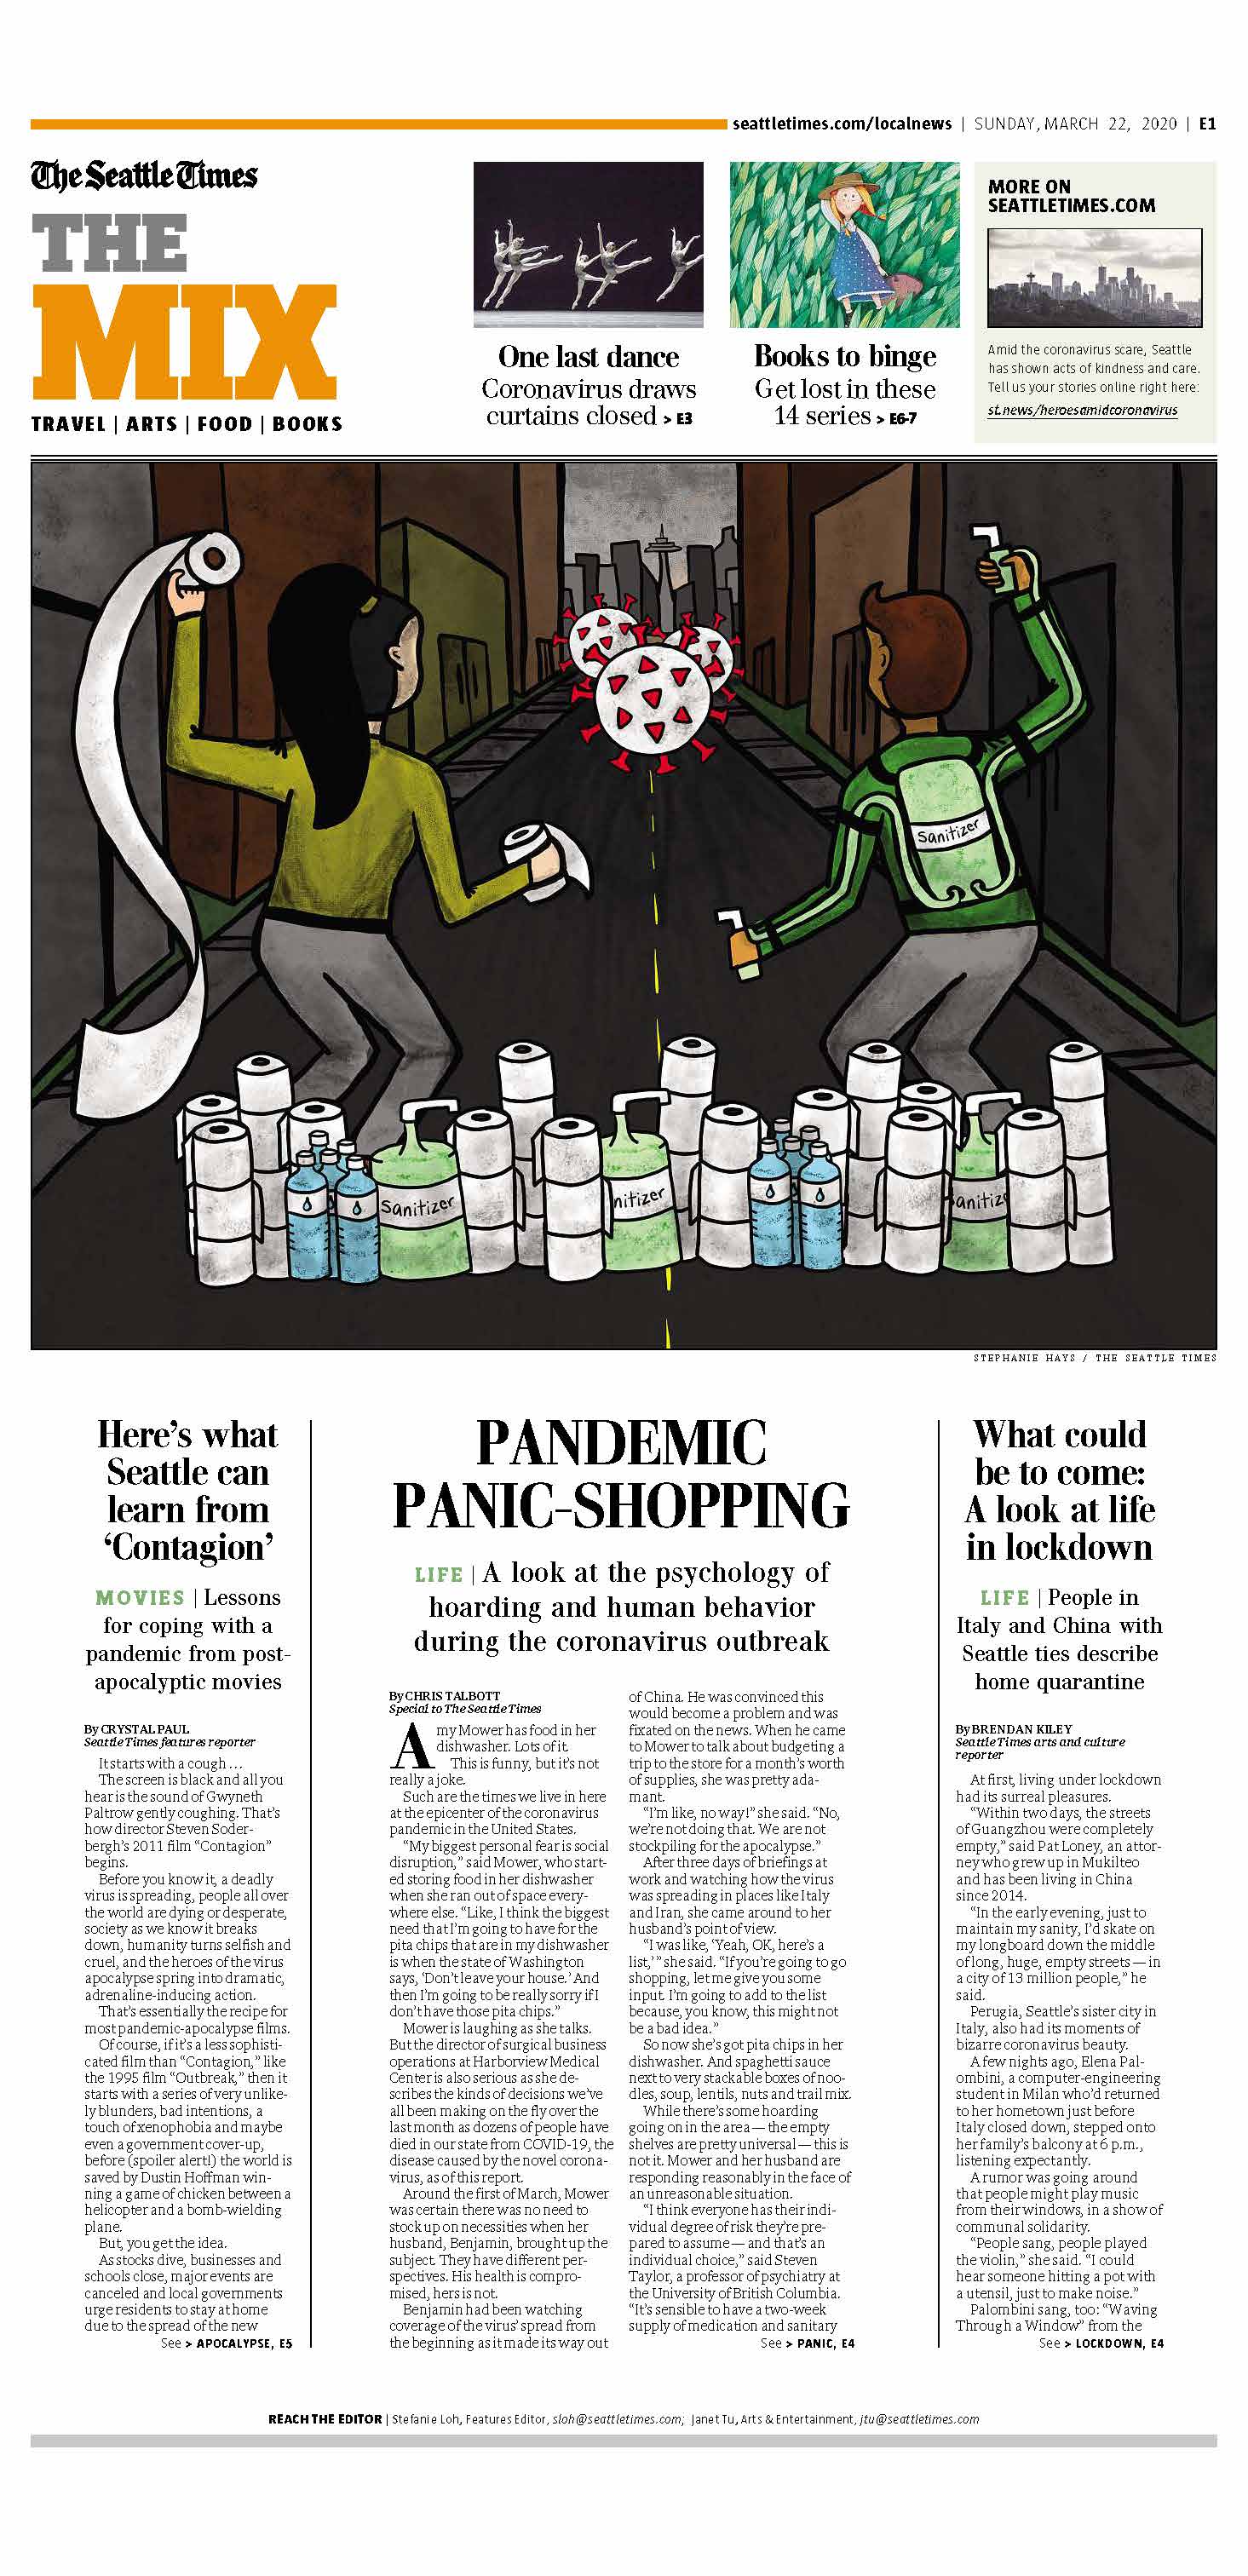 seattletimes.com/localnews | SUNDAY, MARCH 22, 2020 | E1
The Seattle Times
THE
MIX
TRAVEL | ARTS | FOOD | BOOKS
One last dance
Coronavirus draws
curtains closed > E3
Books to binge
Get lost in these
14 series > E6-7
MORE ON
SEATTLETIMES.COM
Amid the coronavirus scare, Seattle
has shown acts of kindness and care.
Tell us your stories online right here:
st.news/heroesamidcoronavirus
Sanitizer
Sanitizer
nitizer
anitiz
STEPHANIE HAYS / THE SEATTLE TIMES
Here's what
Seattle can
learn from
'Contagion'
MOVIES | Lessons
for coping with a
pandemic from post-
apocalyptic movies
By CRYSTAL PAUL
Seattle Times features reporter
It starts with a cough …
The screen is black and all you
hear is the sound of Gwyneth
Paltrow gently coughing. That's
how director Steven Soder-
bergh's 2011 film "Contagion"
begins.
Before you know it, a deadly
virus is spreading, people all over
the world are dying or desperate,
society as we know it breaks
down, humanity turns selfish and
cruel, and the heroes of the virus
apocalypse spring into dramatic,
adrenaline-inducing action.
That's essentially the recipe for
most pandemic-apocalypse films.
Of course, if it's a less sophisti-
cated film than "Contagion," like
the 1995 film "Outbreak," then it
starts with a series of very unlike-
ly blunders, bad intentions, a
touch of xenophobia and maybe
even a government cover-up,
before (spoiler alert!) the world is
saved by Dustin Hoffman win-
ning a game of chicken between a
helicopter and a bomb-wielding
plane.
But, you get the idea.
As stocks dive, businesses and
schools close, major events are
canceled and local governments
urge residents to stay at home
due to the spread of the new
See > APOCALYPSE, E5
PANDEMIC
PANIC-SHOPPING
LIFE | A look at the psychology of
hoarding and human behavior
during the coronavirus outbreak
By CHRIS TALBOTT
Special to The Seattle Times
Amy Mower has food in her
dishwasher. Lots of it.
This is funny, but it's not
really a joke.
Such are the times we live in here
at the epicenter of the coronavirus
pandemic in the United States.
"My biggest personal fear is social
disruption," said Mower, who start-
ed storing food in her dishwasher
when she ran out of space every-
where else. "Like, I think the biggest
need that I'm going to have for the
pita chips that are in my dishwasher
is when the state of Washington
says, 'Don't leave your house.' And
then I'm going to be really sorry if I
don't have those pita chips."
Mower is laughing as she talks.
But the director of surgical business
operations at Harborview Medical
Center is also serious as she de-
scribes the kinds of decisions we've
all been making on the fly over the
last month as dozens of people have
died in our state from COVID-19, the
disease caused by the novel corona-
virus, as of this report.
Around the first of March, Mower
was certain there was no need to
stock up on necessities when her
husband, Benjamin, brought up the
subject. They have different per-
spectives. His health is compro-
mised, hers is not.
Benjamin had been watching
coverage of the virus' spread from
the beginning as it made its way out
of China. He was convinced this
would become a problem and was
fixated on the news. When he came
to Mower to talk about budgeting a
trip to the store for a month's worth
of supplies, she was pretty ada-
mant.
"I'm like, no way!" she said. "No,
we're not doing that. We are not
stockpiling for the apocalypse."
After three days of briefings at
work and watching how the virus
was spreading in places like Italy
and Iran, she came around to her
husband's point of view.
"I was like, 'Yeah, OK, here's a
list,' " she said. "If you're going to go
shopping, let me give you some
input. I'm going to add to the list
because, you know, this might not
be a bad idea."
So now she's got pita chips in her
dishwasher. And spaghetti sauce
next to very stackable boxes of noo-
dles, soup, lentils, nuts and trail mix.
While there's some hoarding
going on in the area — the empty
shelves are pretty universal — this is
not it. Mower and her husband are
responding reasonably in the face of
an unreasonable situation.
"I think everyone has their indi-
vidual degree of risk they're pre-
pared to assume — and that's an
individual choice," said Steven
Taylor, a professor of psychiatry at
the University of British Columbia.
"It's sensible to have a two-week
supply of medication and sanitary
See > PANIC, E4
What could
be to come:
A look at life
in lockdown
LIFE | People in
Italy and China with
Seattle ties describe
home quarantine
By BRENDAN KILEY
Seattle Times arts and culture
reporter
At first, living under lockdown
had its surreal pleasures.
"Within two days, the streets
of Guangzhou were completely
empty," said Pat Loney, an attor-
ney who grew up in Mukilteo
and has been living in China
since 2014.
"In the early evening, just to
maintain my sanity, I'd skate on
my longboard down the middle
of long, huge, empty streets — in
a city of 13 million people," he
said.
Perugia, Seattle's sister city in
Italy, also had its moments of
bizarre coronavirus beauty.
A few nights ago, Elena Pal-
ombini, a computer-engineering
student in Milan who'd returned
to her hometown just before
Italy closed down, stepped onto
her family's balcony at 6 p.m.,
listening expectantly.
A rumor was going around
that people might play music
from their windows, in a show of
communal solidarity.
"People sang, people played
the violin," she said. "I could
hear someone hitting a pot with
a utensil, just to make noise."
Palombini sang, too: "Waving
Through a Window" from the
See > LOCKDOWN, E4
REACH THE EDITOR | Stefanie Loh, Features Editor, sloh@seattletimes.com; Janet Tu, Arts & Entertainment, jtu@seattletimes.com